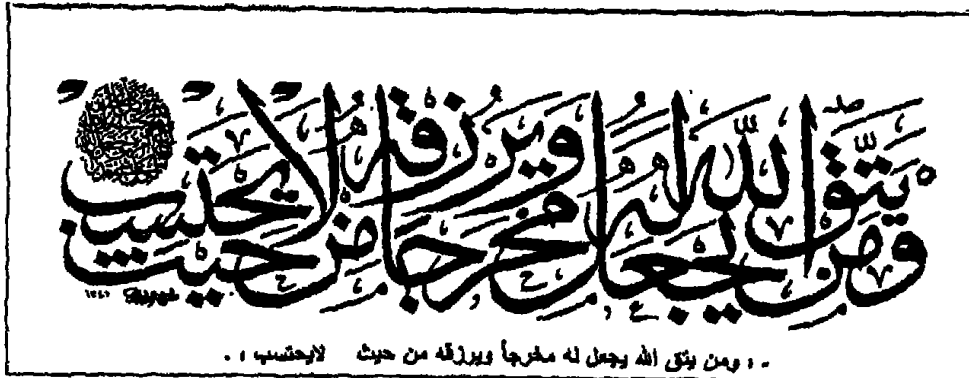 ومن يتق الله يجعل له مخرجا ويرزقه من حيث لا يحتسب
ومن يتق الله يجعل له مخرجاً ويرزقه من حيث لايحتسب